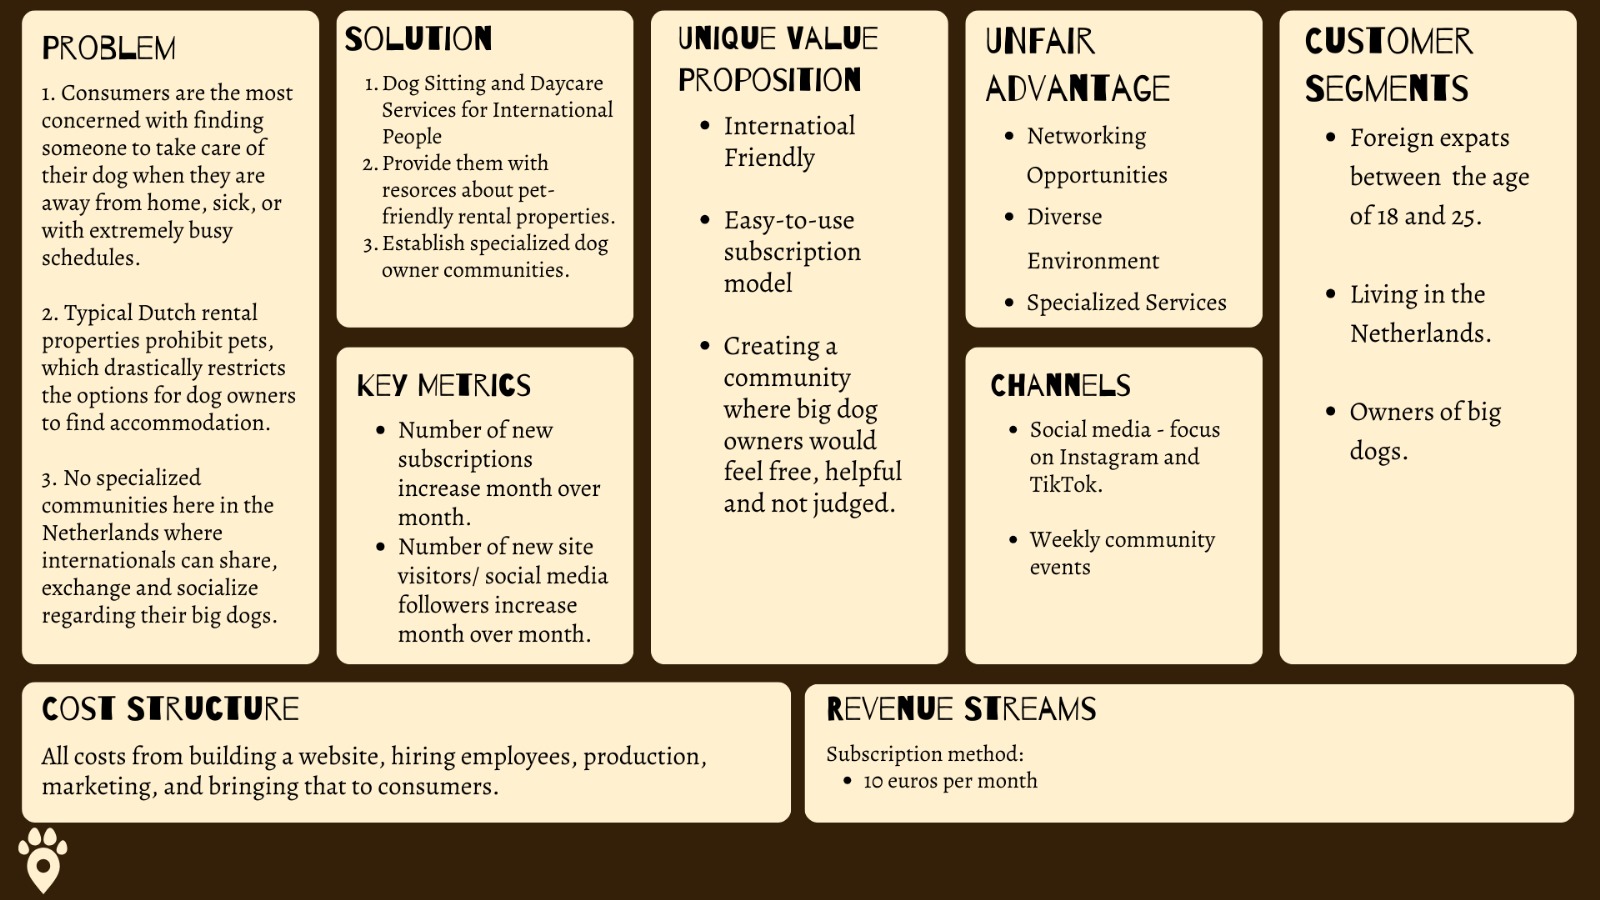 PROBLEM
1. Consumers are the most
concerned with finding
someone to take care of
their dog when they are
away from home, sick, or
with extremely busy
schedules.
2. Typical Dutch rental
properties prohibit pets,
which drastically restricts
the options for dog owners
to find accommodation.
3. No specialized
communities here in the
Netherlands where
internationals can share,
exchange and socialize
regarding their big dogs.
SOLUTION
1. Dog Sitting and Daycare
Services for International
People
2. Provide them with
resorces about pet-
friendly rental properties.
3. Establish specialized dog
owner communities.
KEY METRICS
• Number of new
subscriptions
increase month over
month.
• Number of new site
visitors/ social media
followers increase
month over month.
UNIQUE VALUE
PROPOSITION
• Internatioal
Friendly
• Easy-to-use
subscription
model
• Creating a
community
where big dog
owners would
feel free, helpful
and not judged.
UNFAIR
ADVANTAGE
• Networking
Opportunities
• Diverse
Environment
• Specialized Services
CHANNELS
• Social media - focus
on Instagram and
TikTok.
• Weekly community
events
CUSTOMER
SEGMENTS
• Foreign expats
between the age
of 18 and 25.
• Living in the
Netherlands.
• Owners of big
dogs.
COST STRUCTURE
All costs from building a website, hiring employees, production,
marketing, and bringing that to consumers.
REVENUE STREAMS
Subscription method:
• 10 euros per month